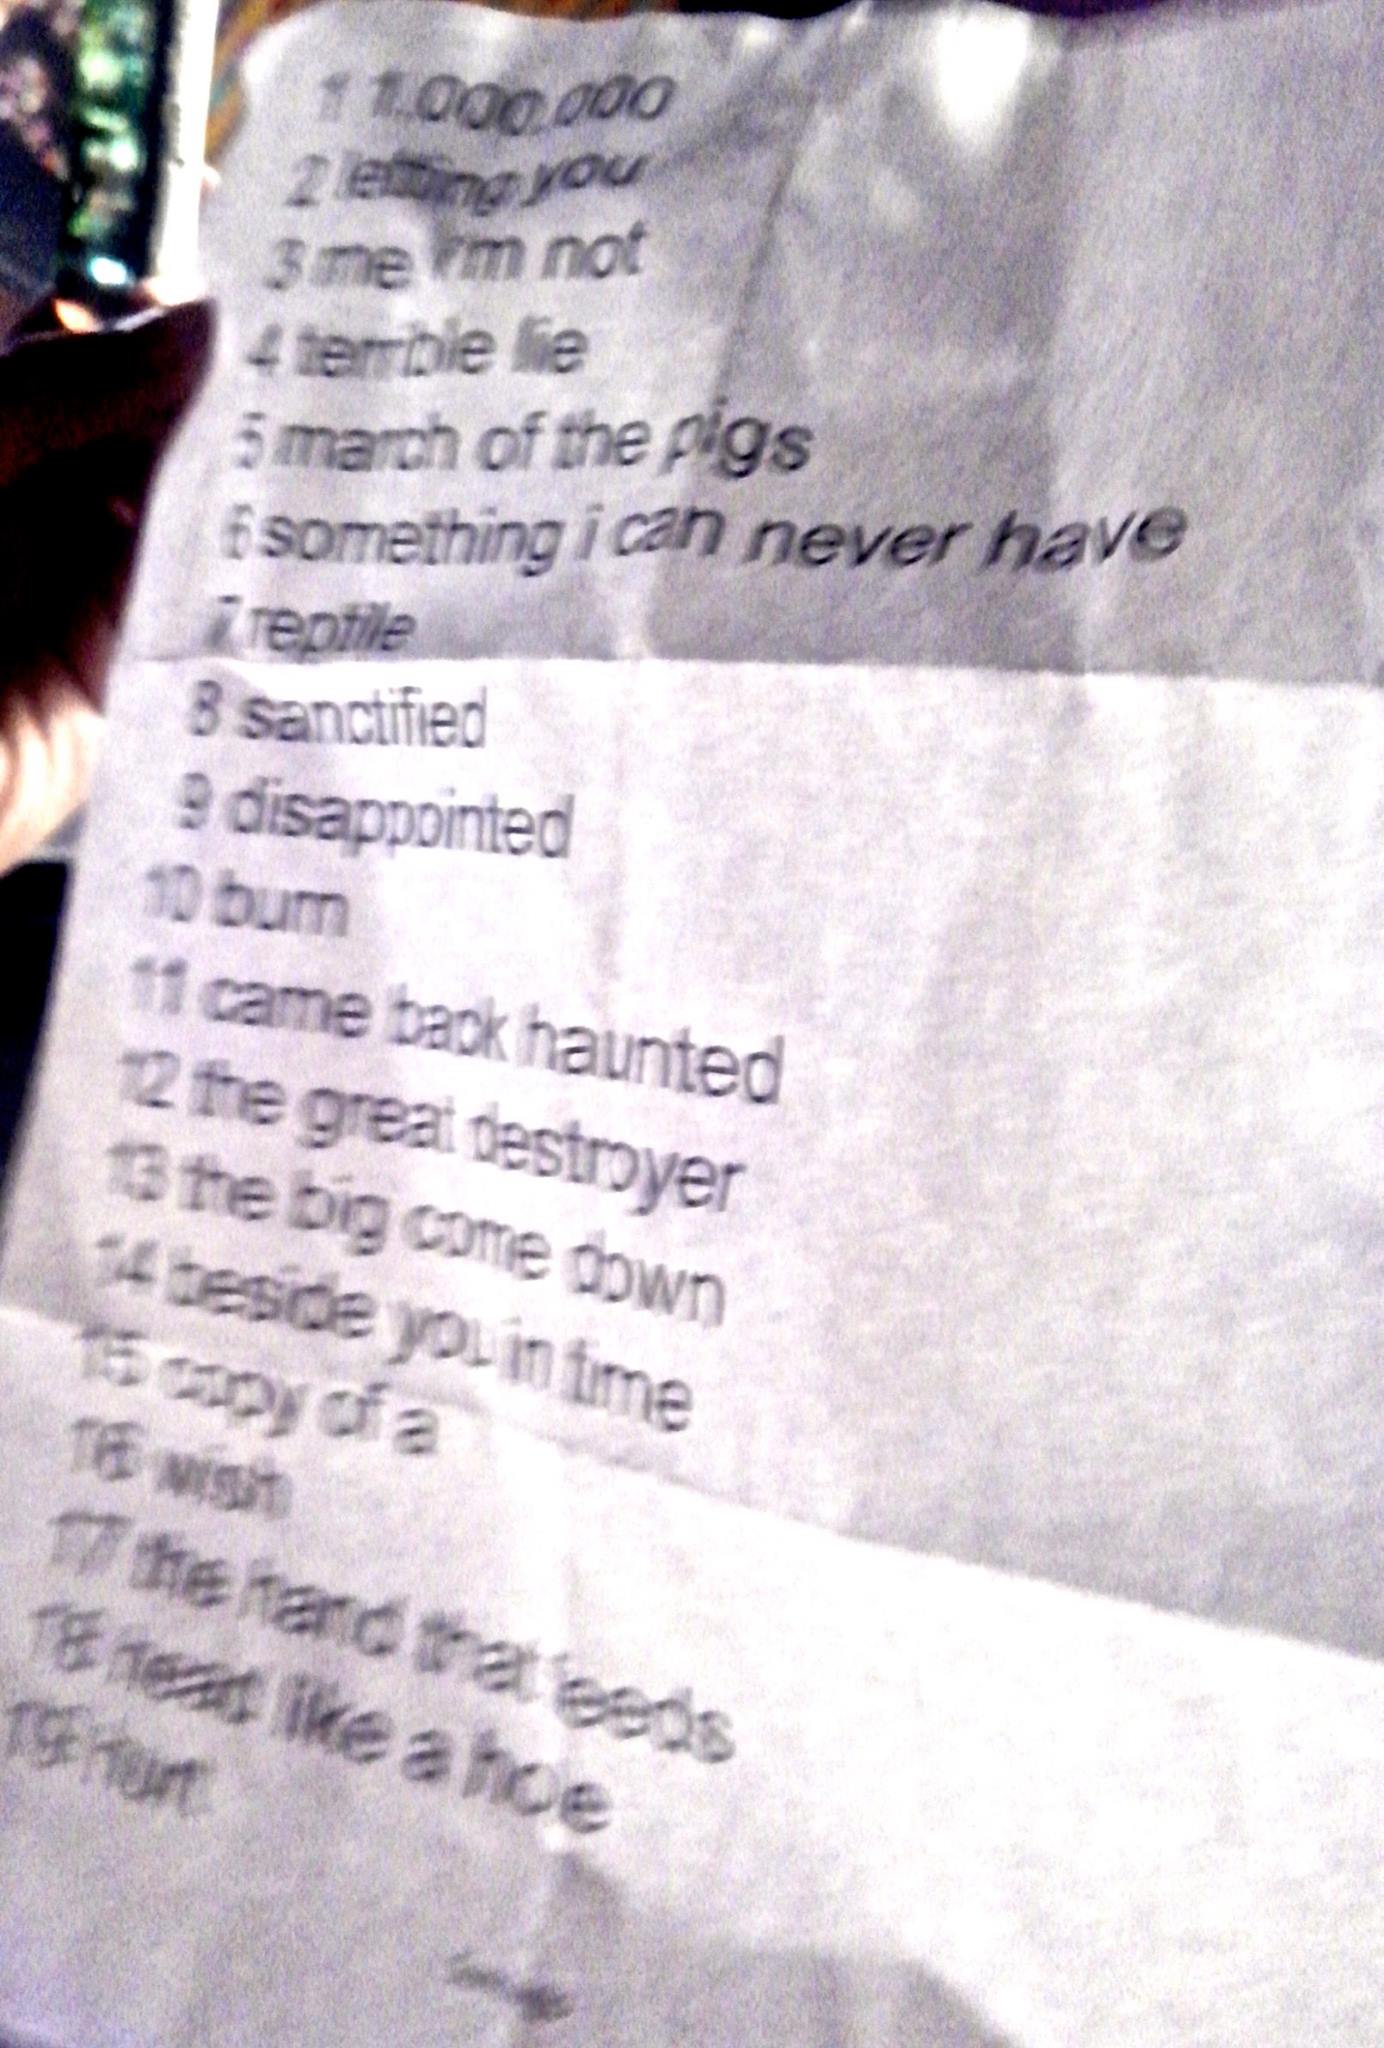 1 1,000,000
2 letting you
3 me i'm not
4 terrible lie
5 march of the pigs
6 something i can never have
7 reptile
8 sanctified
9 disappointed
10 burn
11 came back haunted
12 the great destroyer
13 the big come down
14 beside you in time
15 copy of a
16 wish
17 the hand that feeds
18 head like a hole
19 hurt